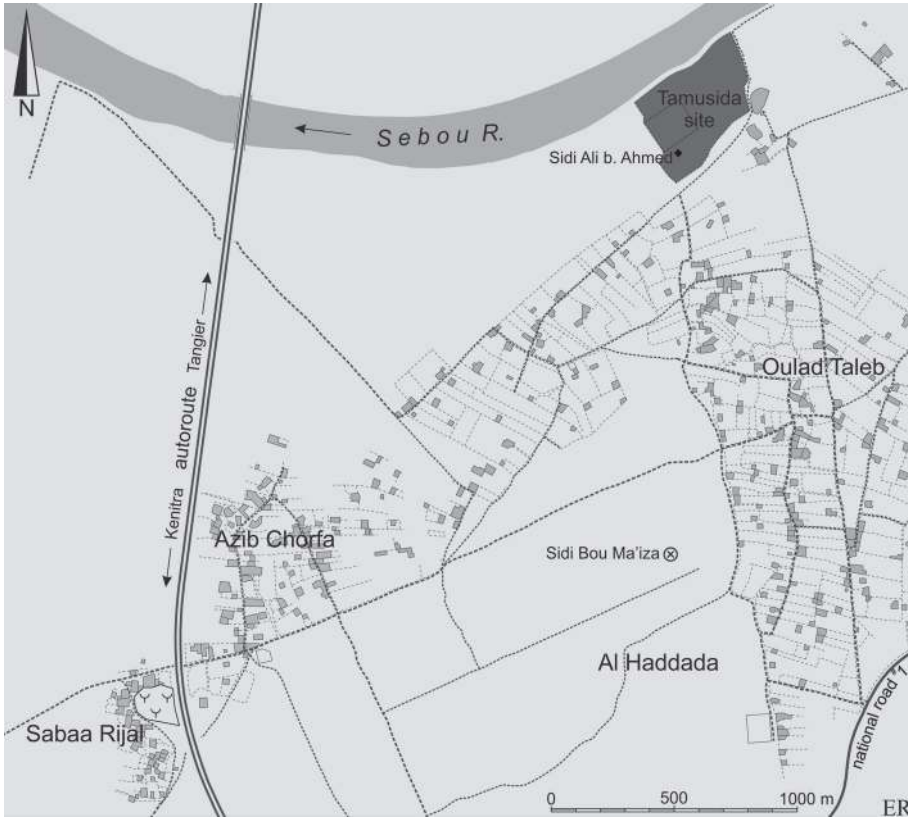 N
Sebou R.
Tamusida
site
Sidi Ali b. Ahmed
Kenitra autoroute Tangier
Oulad Taleb
Azib Chorfa
Sidi Bou Ma'iza
Al Haddada
Sabaa Rijal
national road °1
0 500 1000 m
ER